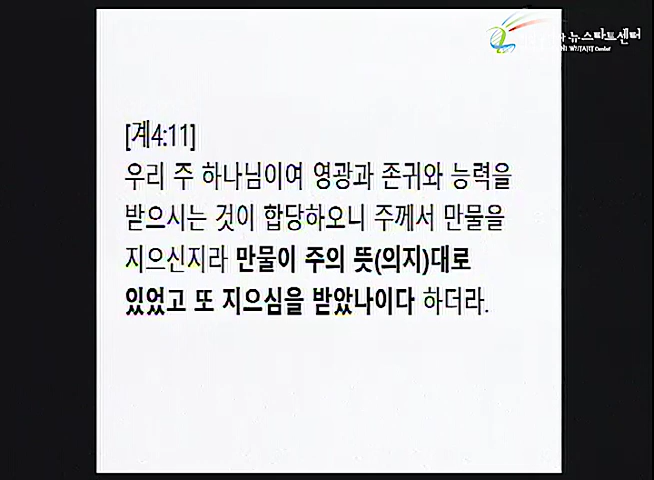 뉴스타트센터
[계4:11]
우리 주 하나님이여 영광과 존귀와 능력을
받으시는 것이 합당하오니 주께서 만물을
지으신지라 만물이 주의 뜻(의지)대로
있었고 또 지으심을 받았나이다 하더라.